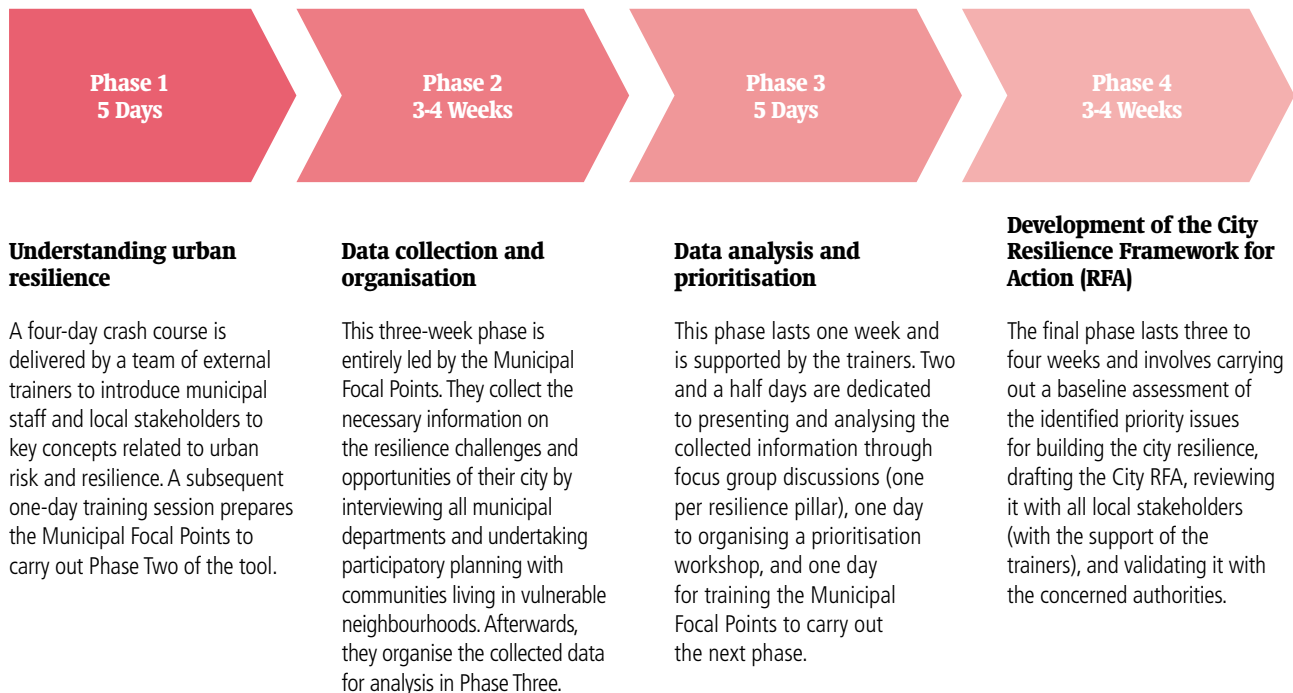 Phase 1
5 Days
Phase 2
3-4 Weeks
Phase 3
5 Days
Phase 4
3-4 Weeks
Understanding urban
resilience
A four-day crash course is
delivered by a team of external
trainers to introduce municipal
staff and local stakeholders to
key concepts related to urban
risk and resilience. A subsequent
one-day training session prepares
the Municipal Focal Points to
carry out Phase Two of the tool.
Data collection and
organisation
This three-week phase is
entirely led by the Municipal
Focal Points. They collect the
necessary information on
the resilience challenges and
opportunities of their city by
interviewing all municipal
departments and undertaking
participatory planning with
communities living in vulnerable
neighbourhoods. Afterwards,
they organise the collected data
for analysis in Phase Three.
Data analysis and
prioritisation
This phase lasts one week and
is supported by the trainers. Two
and a half days are dedicated
to presenting and analysing the
collected information through
focus group discussions (one
per resilience pillar), one day
to organising a prioritisation
workshop, and one day
for training the Municipal
Focal Points to carry out
the next phase.
Development of the City
Resilience Framework for
Action (RFA)
The final phase lasts three to
four weeks and involves carrying
out a baseline assessment of
the identified priority issues
for building the city resilience,
drafting the City RFA, reviewing
it with all local stakeholders
(with the support of the
trainers), and validating it with
the concerned authorities.